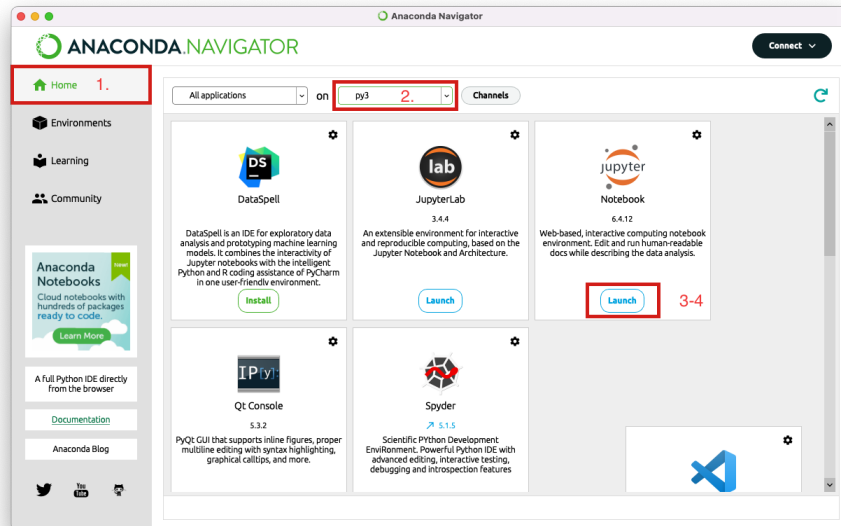 Anaconda Navigator
ANACONDA.NAVIGATOR
Connect
Home
1.
Environments
Learning
Community
All applications
on
py3
2.
Channels
DS
DataSpell
DataSpell is an IDE for exploratory data
analysis and prototyping machine learning
models. It combines the interactivity of
Jupyter notebooks with the intelligent
Python and R coding assistance of PyCharm
in one user-friendly environment.
Install
lab
JupyterLab
3.4.4
An extensible environment for interactive
and reproducible computing, based on the
Jupyter Notebook and Architecture.
Launch
jupyter
Notebook
6.4.12
Web-based, interactive computing notebook
environment. Edit and run human-readable
docs while describing the data analysis.
Launch
3-4
IP[y]:
Qt Console
5.3.2
PyQt GUI that supports inline figures, proper
multiline editing with syntax highlighting,
graphical calltips, and more.
Spyder
5.1.5
Scientific PYthon Development
EnviRonment. Powerful Python IDE with
advanced editing, interactive testing,
debugging and introspection features
Anaconda
Notebooks
Cloud notebooks with
hundreds of packages
ready to code.
Learn More
A full Python IDE directly
from the browser
Documentation
Anaconda Blog
You
Tube